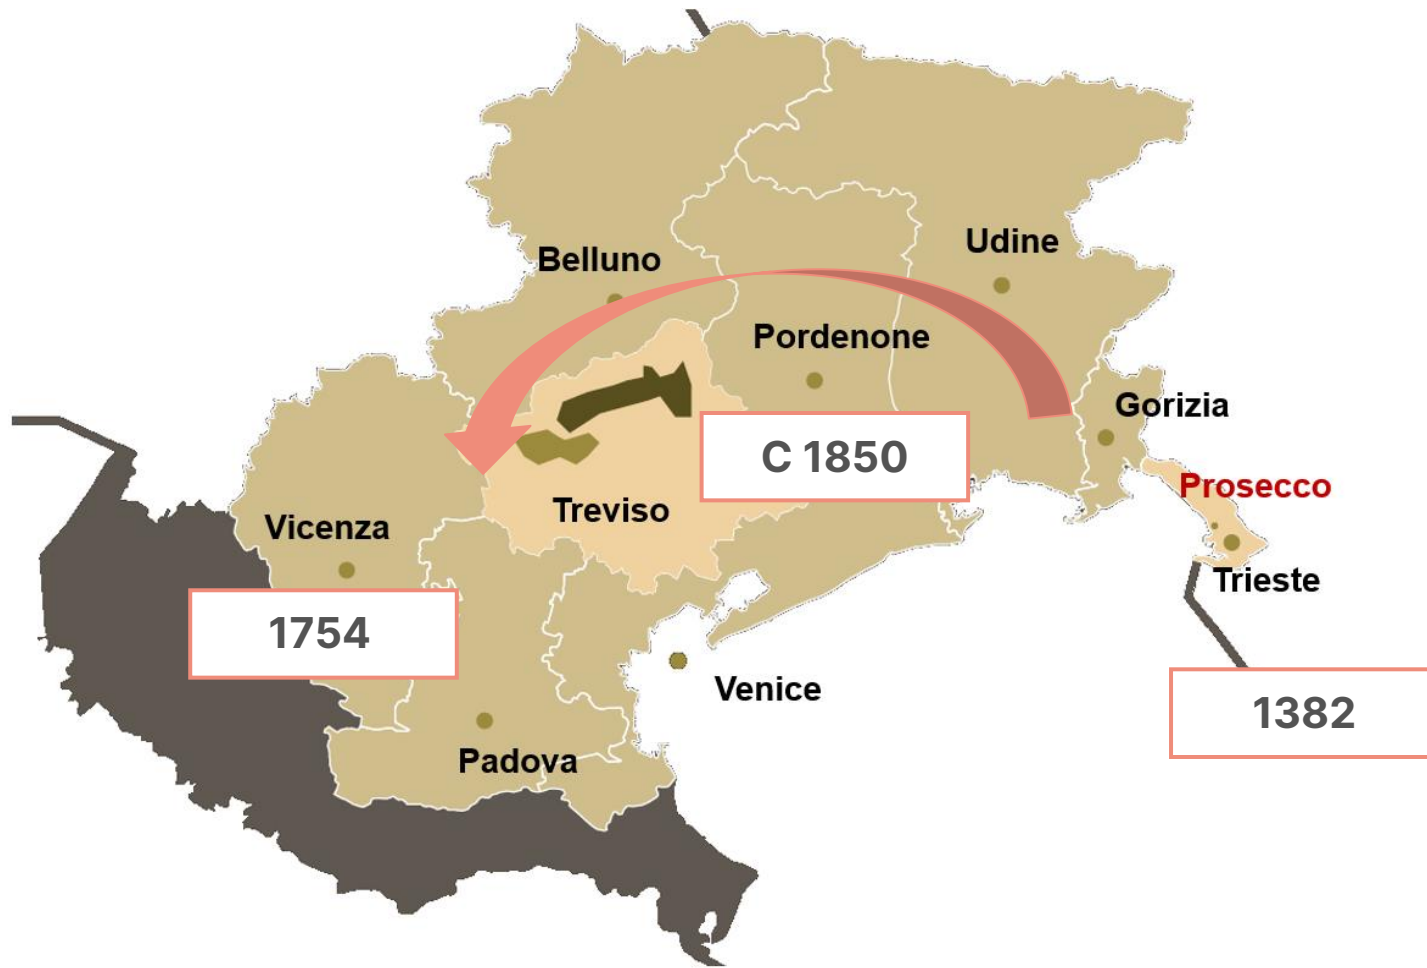 Udine
Belluno
Pordenone
Gorizia
C 1850
Prosecco
Treviso
Vicenza
Trieste
1754
Venice
1382
Padova